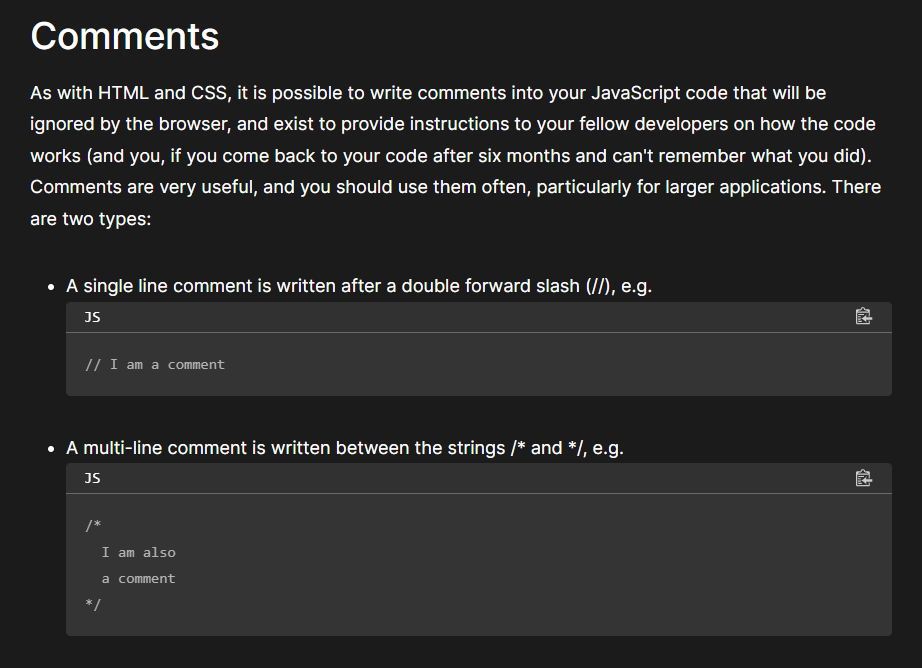 Comments
As with HTML and CSS, it is possible to write comments into your JavaScript code that will be
ignored by the browser, and exist to provide instructions to your fellow developers on how the code
works (and you, if you come back to your code after six months and can't remember what you did).
Comments are very useful, and you should use them often, particularly for larger applications. There
are two types:
• A single line comment is written after a double forward slash (//), e.g.
JS
// I am a comment
• A multi-line comment is written between the strings /* and */, e.g.
JS
/*
  I am also
  a comment
*/